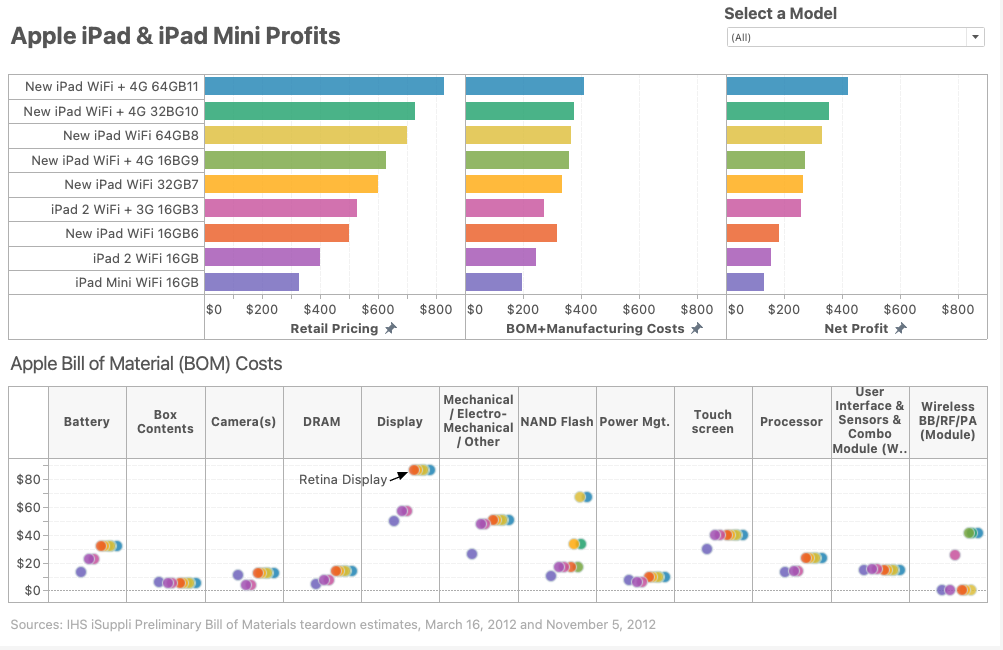 Select a Model
Apple iPad & iPad Mini Profits
(All)
New iPad WiFi + 4G 64GB11
New iPad WiFi + 4G 32BG10
New iPad WiFi 64GB8
New iPad WiFi + 4G 16BG9
New iPad WiFi 32GB7
iPad 2 WiFi + 3G 16GB3
New iPad WiFi 16GB6
iPad 2 WiFi 16GB
iPad Mini WiFi 16GB
$0 $200 $400 $600 $800 $0 $200 $400 $600 $800 $0 $200 $400 $600 $800
Retail Pricing BOM+Manufacturing Costs Net Profit
Apple Bill of Material (BOM) Costs
Battery
Box
Contents
Camera(s)
DRAM
Display
Mechanical
/ Electro-
Mechanical
/ Other
NAND Flash
Power Mgt.
Touch
screen
Processor
User
Interface &
Sensors &
Combo
Module (W..
Wireless
BB/RF/PA
(Module)
$80
Retina Display
$60
$40
$20
$0
Sources: IHS iSuppli Preliminary Bill of Materials teardown estimates, March 16, 2012 and November 5, 2012